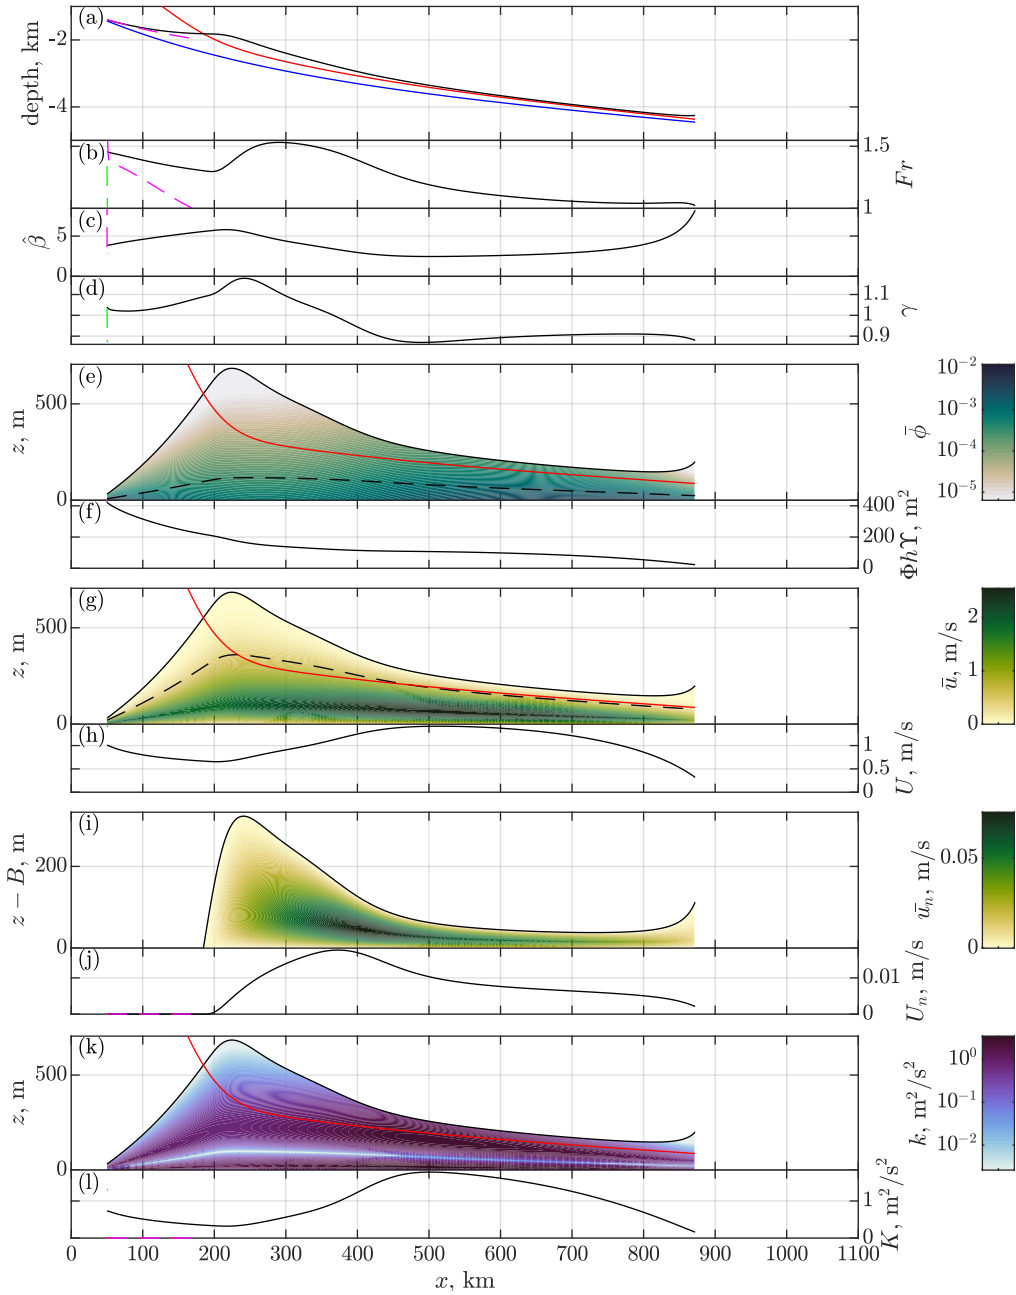 (a)
depth, km
-2
-4
(b)
1.5
1
Fr
(c)
5
0
β̂
(d)
1.1
1
0.9
γ
(e)
z, m
500
0
10⁻²
10⁻³
10⁻⁴
10⁻⁵
ϕ̄
(f)
400
200
0
ΦhΥ, m²
(g)
z, m
500
0
2
1
0
ū, m/s
(h)
1
0.5
0
U, m/s
(i)
z − B, m
200
0
0.05
0
ūₙ, m/s
(j)
0.01
0
Uₙ, m/s
(k)
z, m
500
0
10⁰
10⁻¹
10⁻²
k, m²/s²
(l)
1
0
K, m²/s²
0 100 200 300 400 500 600 700 800 900 1000 1100
x, km